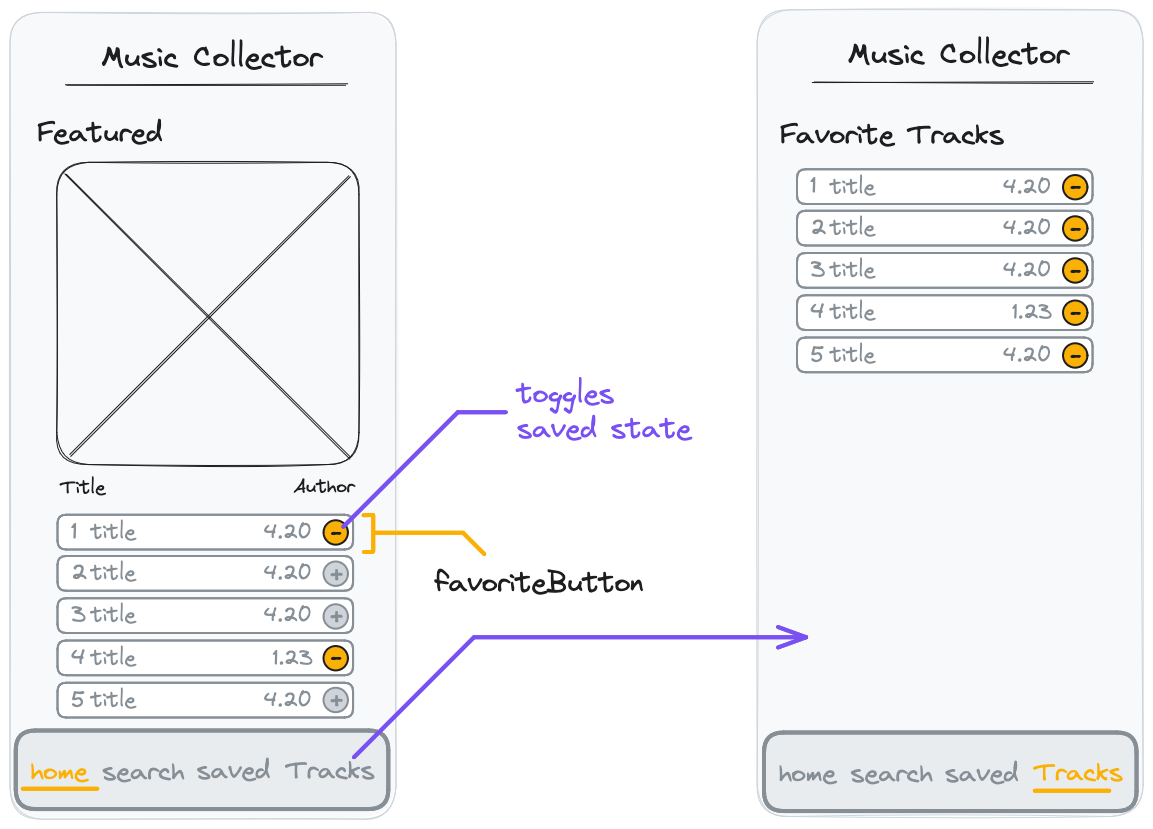 Music Collector
Featured
Title Author
1 title 4.20 -
2 title 4.20 +
3 title 4.20 +
4 title 1.23 -
5 title 4.20 +
home search saved Tracks
toggles
saved state
favoriteButton
Music Collector
Favorite Tracks
1 title 4.20 -
2 title 4.20 -
3 title 4.20 -
4 title 1.23 -
5 title 4.20 -
home search saved Tracks